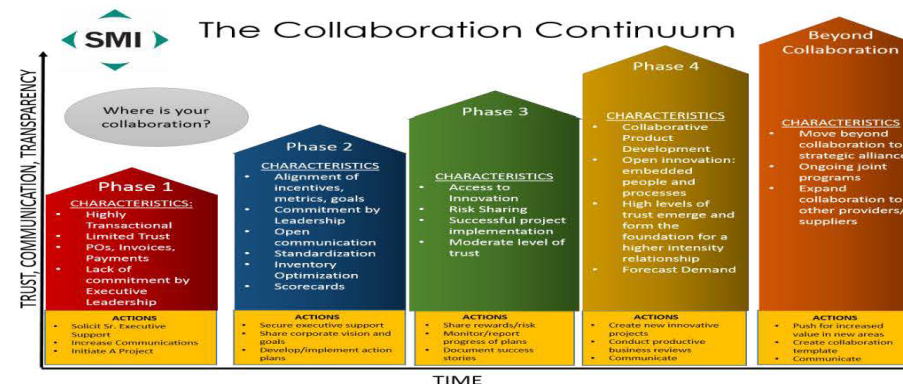 SMI
The Collaboration Continuum
TRUST, COMMUNICATION, TRANSPARENCY
Where is your
collaboration?
Phase 1
CHARACTERISTICS:
• Highly
Transactional
• Limited Trust
• POs, Invoices,
Payments
• Lack of
commitment by
Executive
Leadership
ACTIONS
• Solicit Sr. Executive
Support
• Increase Communications
• Initiate A Project
Phase 2
CHARACTERISTICS
• Alignment of
incentives,
metrics, goals
• Commitment by
Leadership
• Open
communication
• Standardization
• Inventory
Optimization
• Scorecards
ACTIONS
• Secure executive support
• Share corporate vision and
goals
• Develop/implement action
plans
Phase 3
CHARACTERISTICS
• Access to
Innovation
• Risk Sharing
• Successful project
implementation
• Moderate level of
trust
ACTIONS
• Share rewards/risk
• Monitor/report
progress of plans
• Document success
stories
Phase 4
CHARACTERISTICS
• Collaborative
Product
Development
• Open innovation:
embedded
people and
processes
• High levels of
trust emerge and
form the
foundation for a
higher intensity
relationship
• Forecast Demand
ACTIONS
• Create new innovative
projects
• Conduct productive
business reviews
• Communicate
Beyond
Collaboration
CHARACTERISTICS
• Move beyond
collaboration to
strategic alliance
• Ongoing joint
programs
• Expand
collaboration to
other providers/
suppliers
ACTIONS
• Push for increased
value in new areas
• Create collaboration
template
• Communicate
TIME